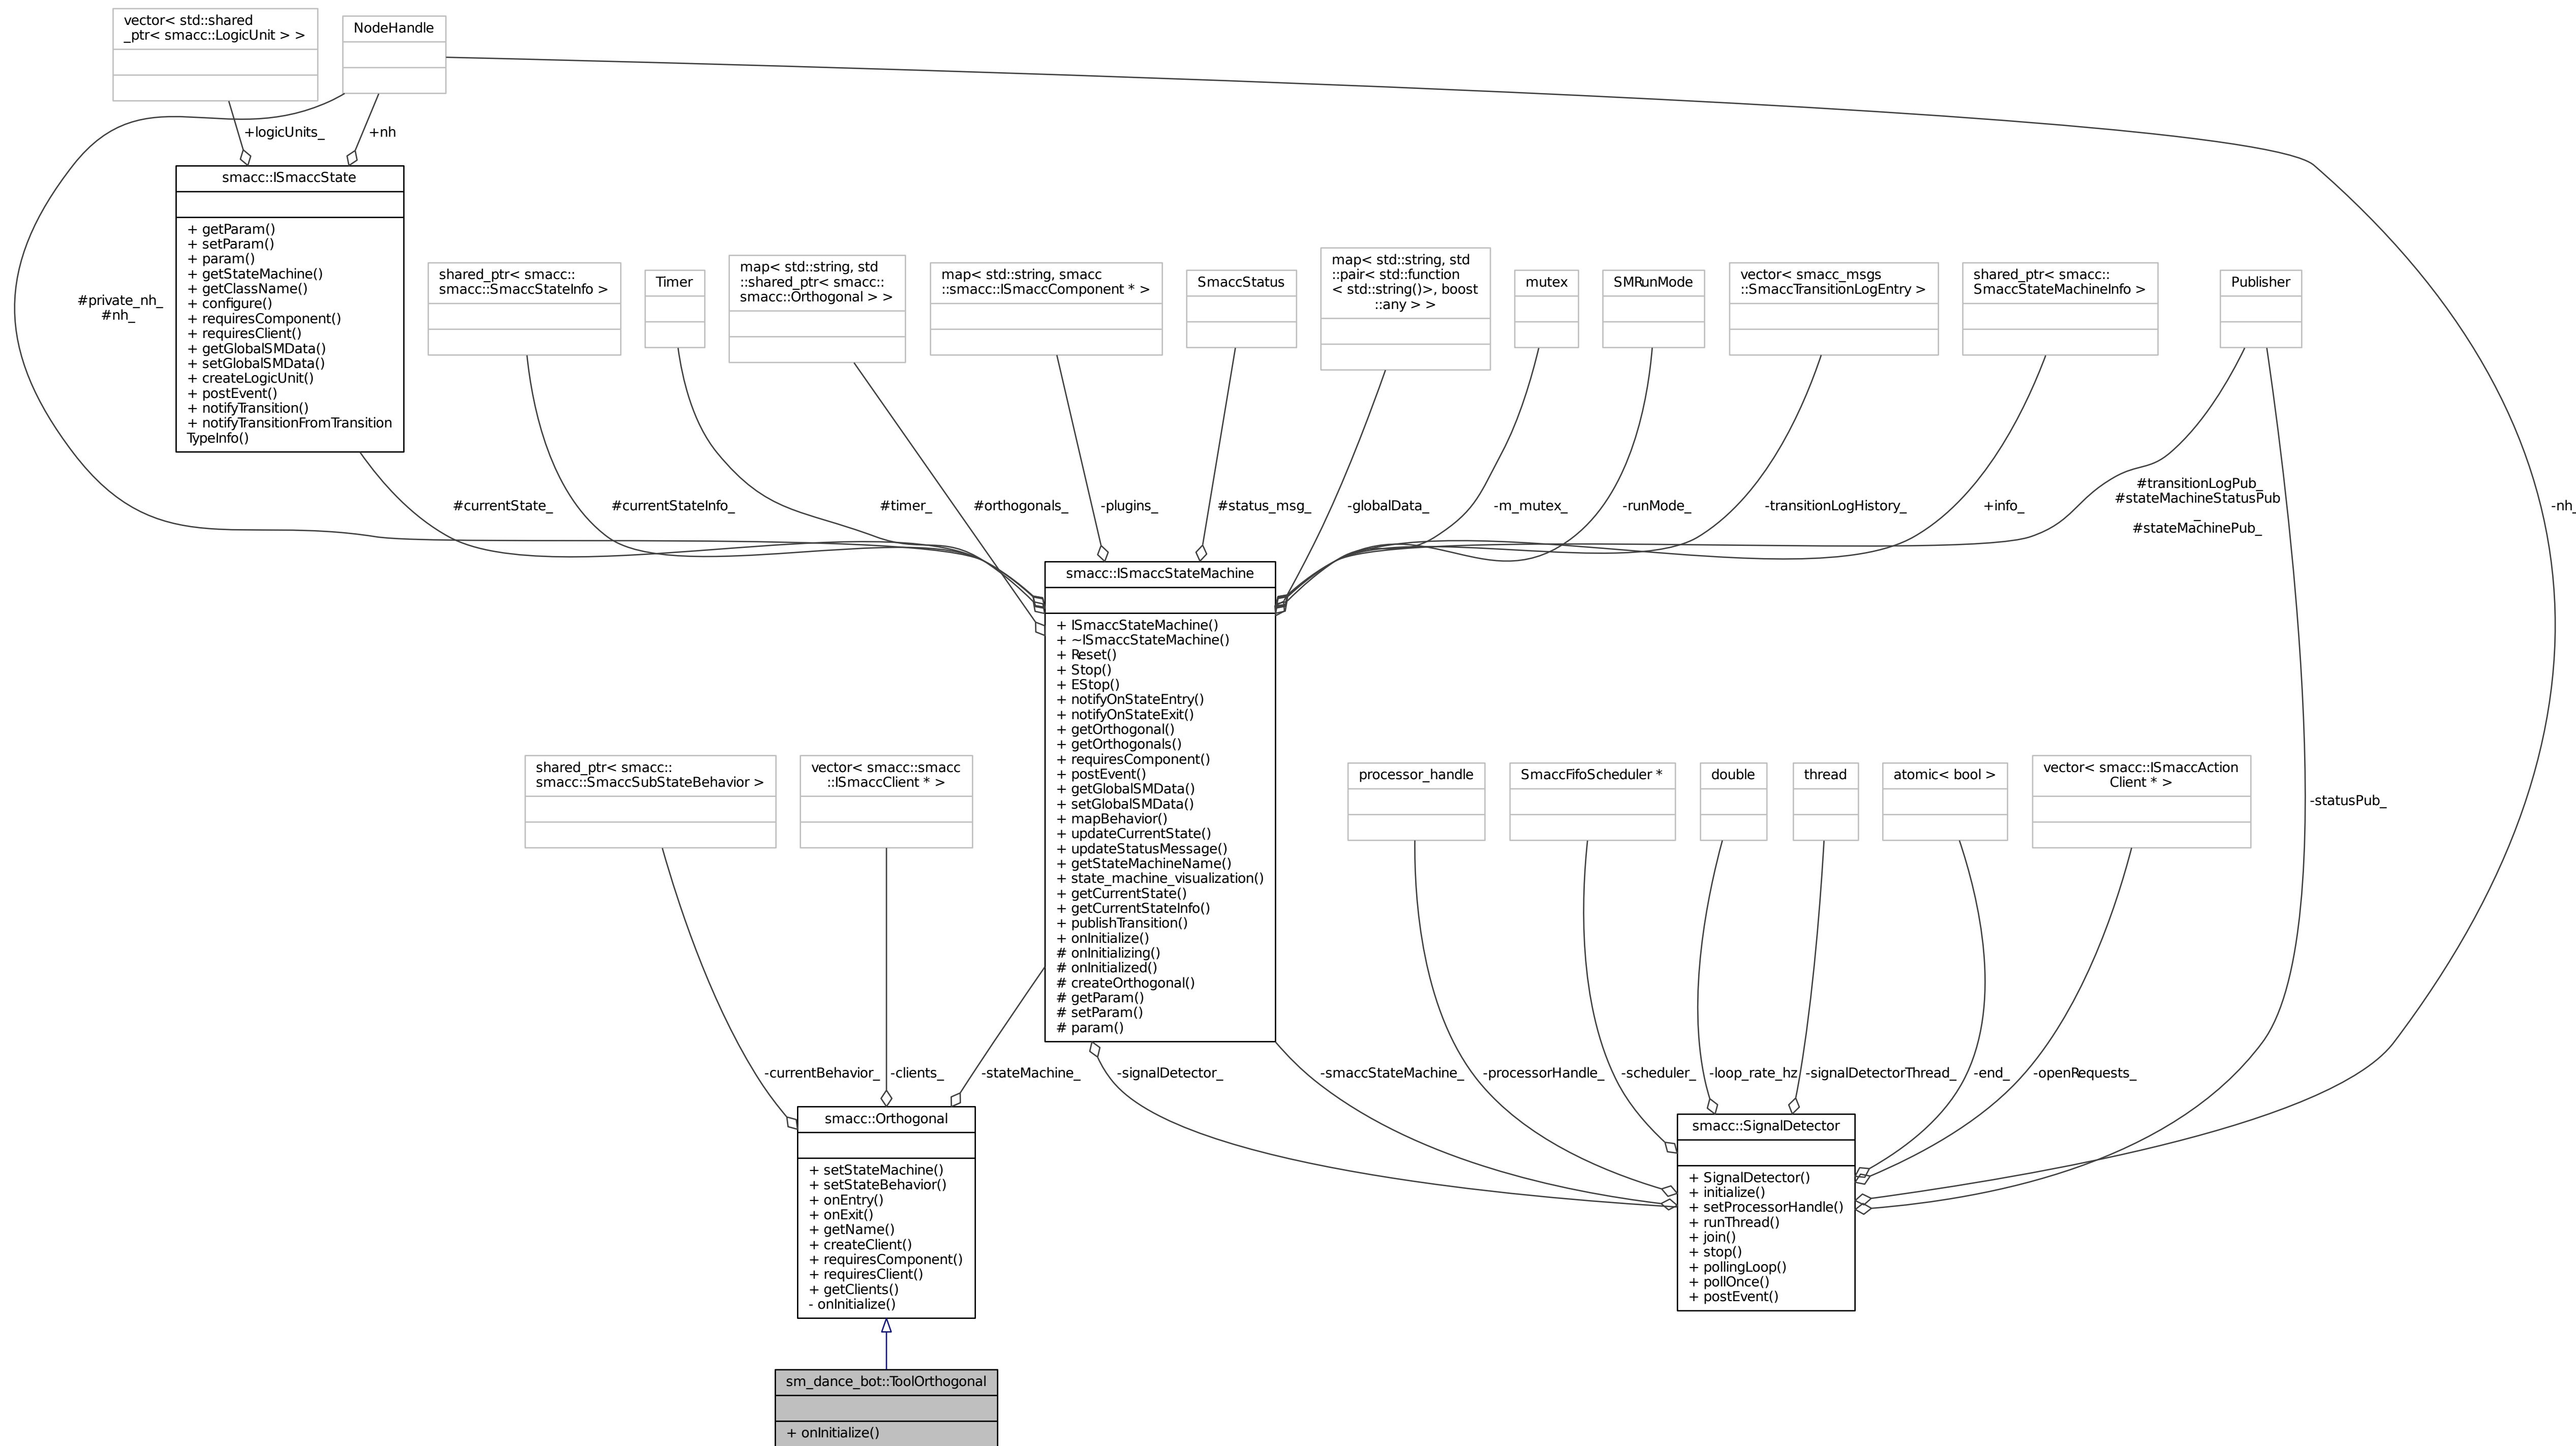 vector< std::shared
_ptr< smacc::LogicUnit > >
NodeHandle
+logicUnits_
+nh
smacc::ISmaccState
+ getParam()
+ setParam()
+ param()
+ getStateMachine()
+ getClassName()
+ configure()
+ requiresComponent()
+ requiresClient()
+ getGlobalSMData()
+ setGlobalSMData()
+ createLogicUnit()
+ postEvent()
+ notifyTransition()
+ notifyTransitionFromTransition
TypeInfo()
#private_nh_
#nh_
shared_ptr< smacc::
smacc::SmaccStateInfo >
Timer
map< std::string, std
::shared_ptr< smacc::
smacc::Orthogonal > >
map< std::string, smacc
::smacc::ISmaccComponent * >
SmaccStatus
map< std::string, std
::pair< std::function
< std::string()>, boost
::any > >
mutex
SMRunMode
vector< smacc_msgs
::SmaccTransitionLogEntry >
shared_ptr< smacc::
SmaccStateMachineInfo >
Publisher
#currentState_
#currentStateInfo_
#timer_
#orthogonals_
-plugins_
#status_msg_
-globalData_
-m_mutex_
-runMode_
-transitionLogHistory_
+info_
#transitionLogPub_
#stateMachineStatusPub
_
#stateMachinePub_
-nh_
smacc::ISmaccStateMachine
+ ISmaccStateMachine()
+ ~ISmaccStateMachine()
+ Reset()
+ Stop()
+ EStop()
+ notifyOnStateEntry()
+ notifyOnStateExit()
+ getOrthogonal()
+ getOrthogonals()
+ requiresComponent()
+ postEvent()
+ getGlobalSMData()
+ setGlobalSMData()
+ mapBehavior()
+ updateCurrentState()
+ updateStatusMessage()
+ getStateMachineName()
+ state_machine_visualization()
+ getCurrentState()
+ getCurrentStateInfo()
+ publishTransition()
+ onInitialize()
# onInitializing()
# onInitialized()
# createOrthogonal()
# getParam()
# setParam()
# param()
shared_ptr< smacc::
smacc::SmaccSubStateBehavior >
vector< smacc::smacc
::ISmaccClient * >
processor_handle
SmaccFifoScheduler *
double
thread
atomic< bool >
vector< smacc::ISmaccAction
Client * >
-statusPub_
-currentBehavior_
-clients_
-stateMachine_
-signalDetector_
-smaccStateMachine_
-processorHandle_
-scheduler_
-loop_rate_hz
-signalDetectorThread_
-end_
-openRequests_
smacc::Orthogonal
+ setStateMachine()
+ setStateBehavior()
+ onEntry()
+ onExit()
+ getName()
+ createClient()
+ requiresComponent()
+ requiresClient()
+ getClients()
- onInitialize()
smacc::SignalDetector
+ SignalDetector()
+ initialize()
+ setProcessorHandle()
+ runThread()
+ join()
+ stop()
+ pollingLoop()
+ pollOnce()
+ postEvent()
sm_dance_bot::ToolOrthogonal
+ onInitialize()